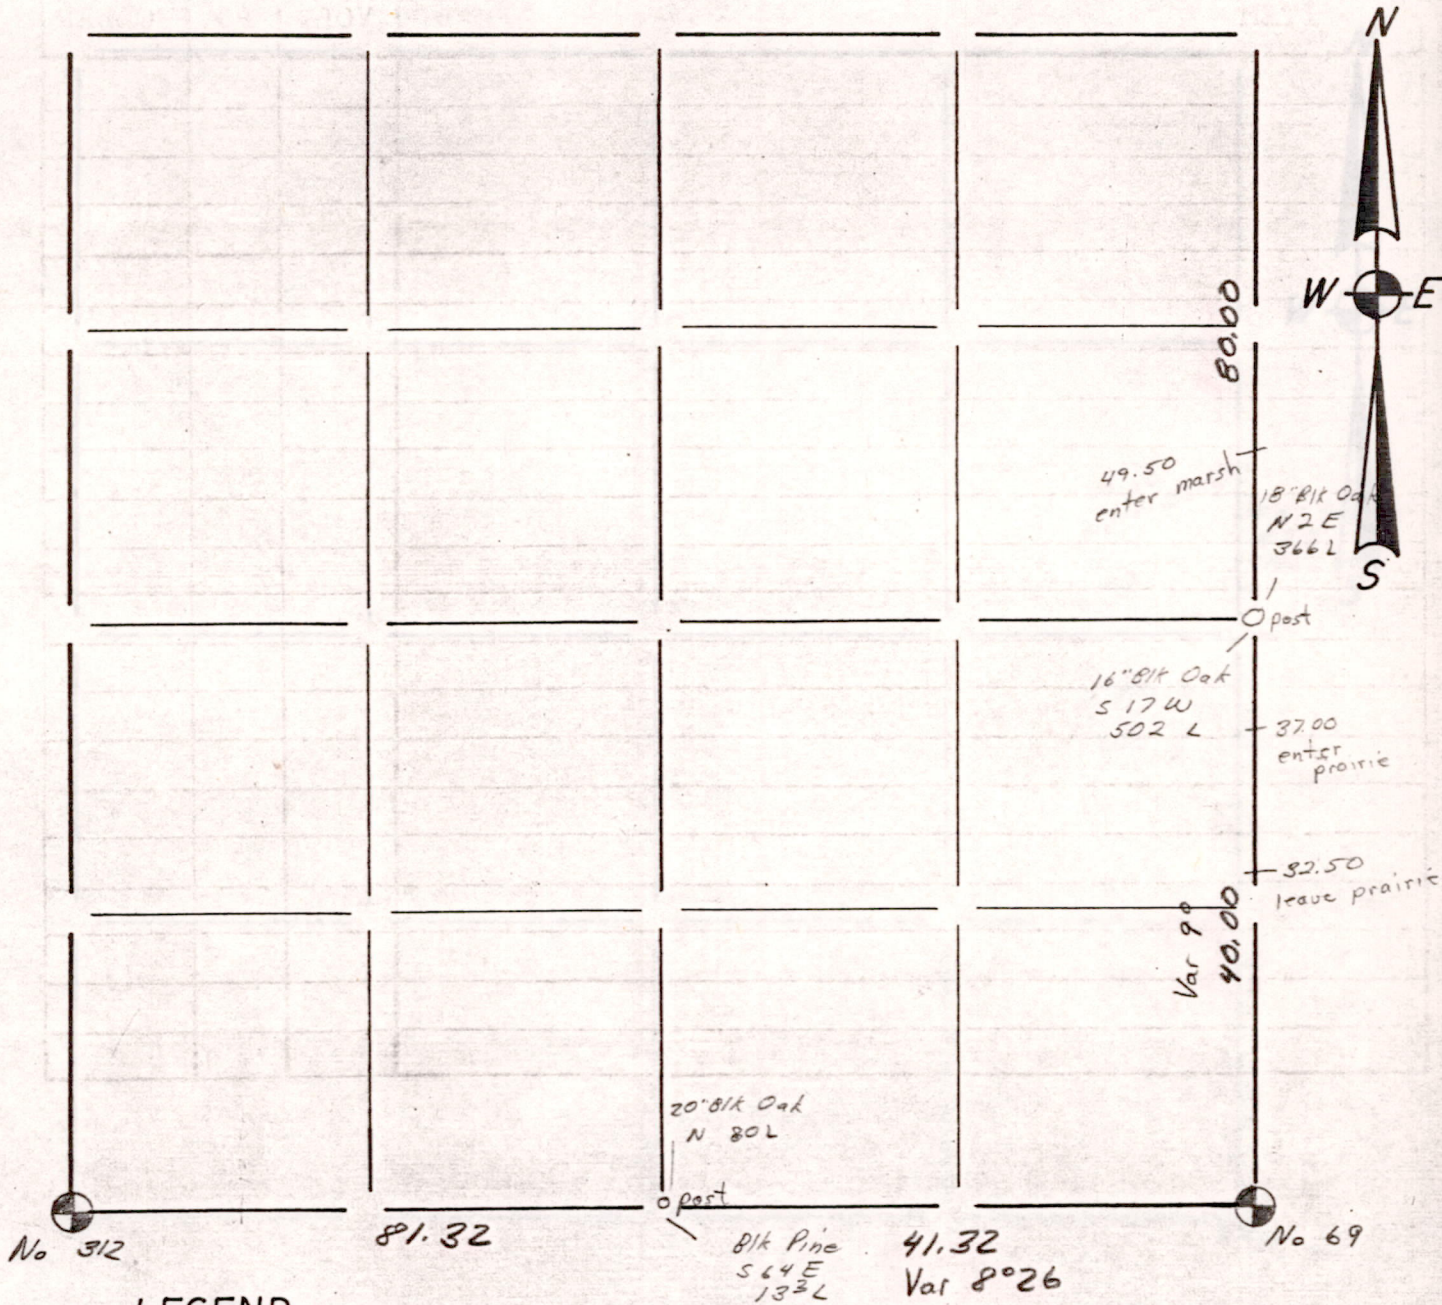 N
W E
S
80.00
49.50
enter marsh
18" Blk Oak
N 2 E
366 L
post
16" Blk Oak
S 17 W
502 L
37.00
enter
prairie
32.50
leave prairie
Var 9°
40.00
20" Blk Oak
N 80 L
post
No 312
81.32
Blk Pine
S 64 E
41.32
Var 8°26
No 69
LEGEND